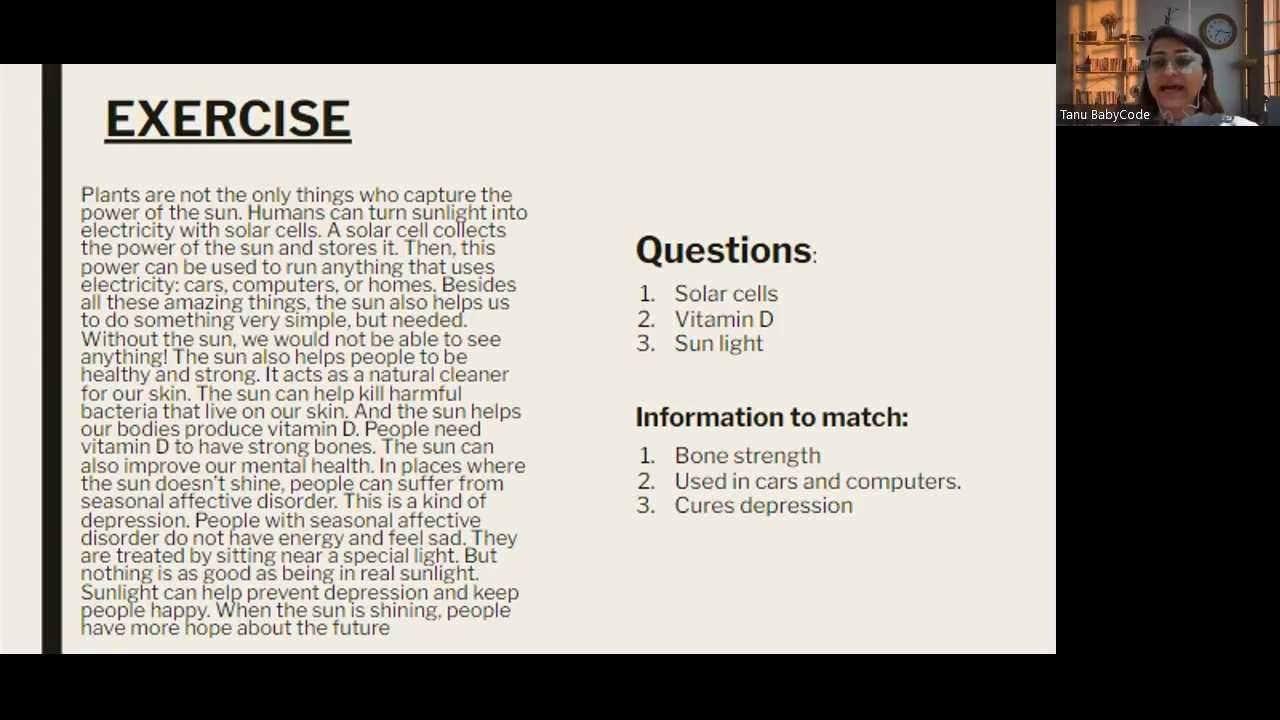 EXERCISE
Plants are not the only things who capture the
power of the sun. Humans can turn sunlight into
electricity with solar cells. A solar cell collects
the power of the sun and stores it. Then, this
power can be used to run anything that uses
electricity: cars, computers, or homes. Besides
all these amazing things, the sun also helps us
to do something very simple, but needed.
Without the sun, we would not be able to see
anything! The sun also helps people to be
healthy and strong. It acts as a natural cleaner
for our skin. The sun can help kill harmful
bacteria that live on our skin. And the sun helps
our bodies produce vitamin D. People need
vitamin D to have strong bones. The sun can
also improve our mental health. In places where
the sun doesn't shine, people can suffer from
seasonal affective disorder. This is a kind of
depression. People with seasonal affective
disorder do not have energy and feel sad. They
are treated by sitting near a special light. But
nothing is as good as being in real sunlight.
Sunlight can help prevent depression and keep
people happy. When the sun is shining, people
have more hope about the future
Questions:
1. Solar cells
2. Vitamin D
3. Sun light
Information to match:
1. Bone strength
2. Used in cars and computers.
3. Cures depression
Tanu BabyCode